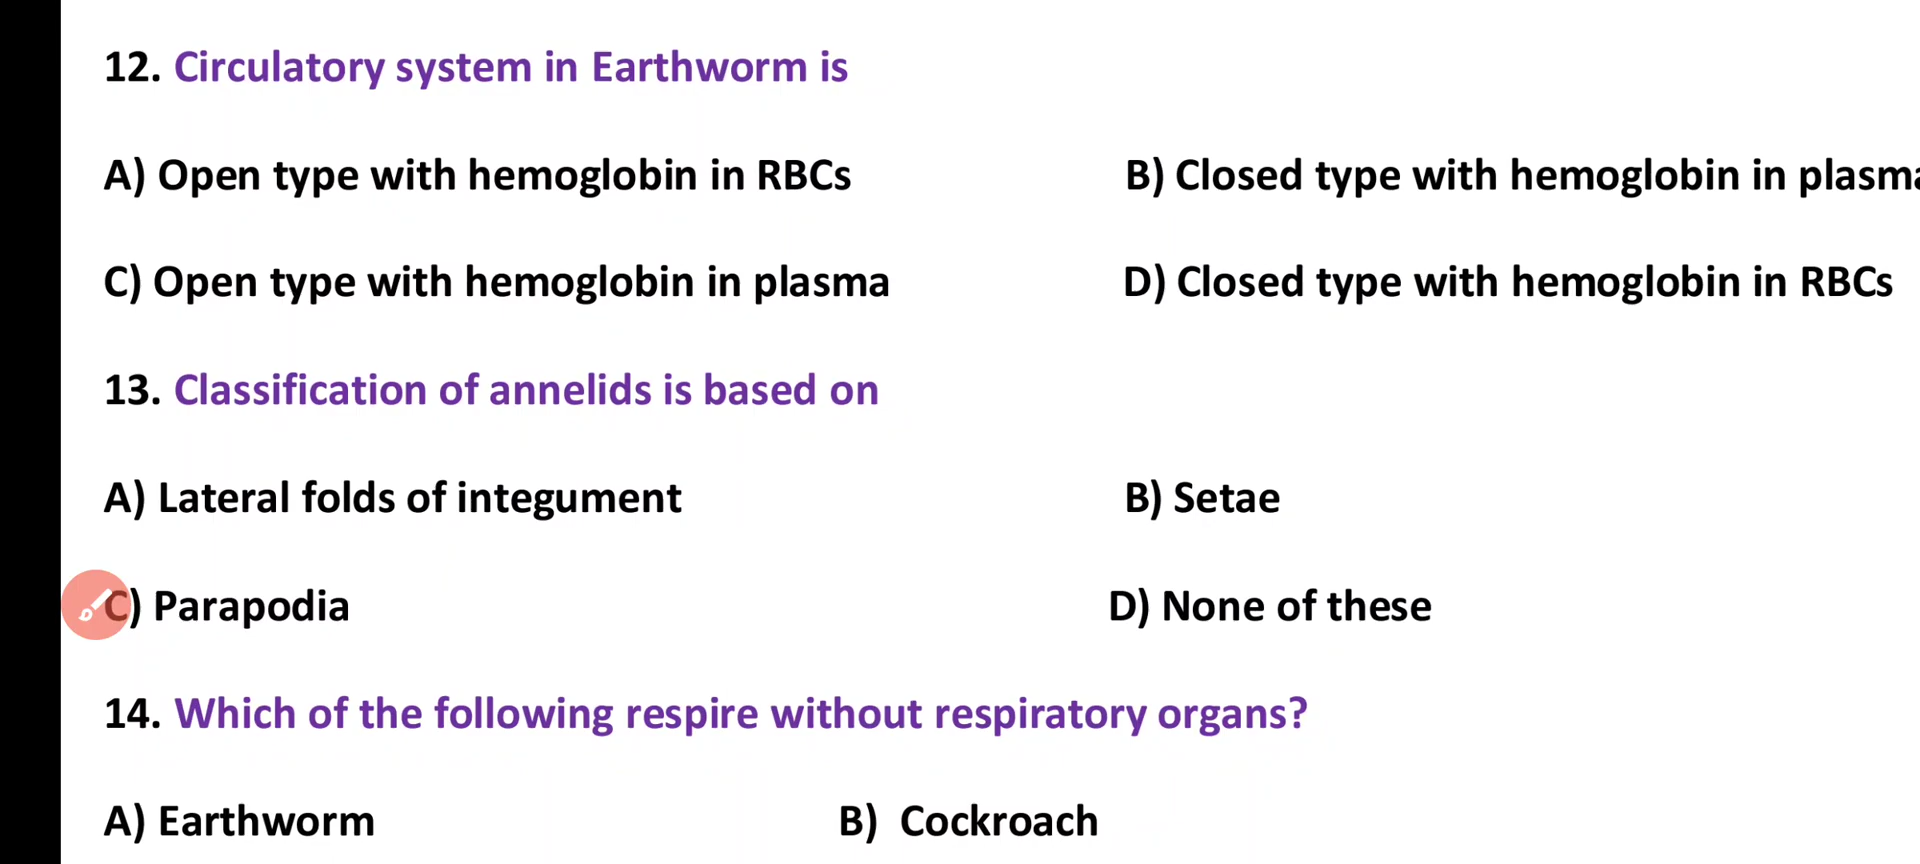 12. Circulatory system in Earthworm is
A) Open type with hemoglobin in RBCs B) Closed type with hemoglobin in plasma
C) Open type with hemoglobin in plasma D) Closed type with hemoglobin in RBCs
13. Classification of annelids is based on
A) Lateral folds of integument B) Setae
C) Parapodia D) None of these
14. Which of the following respire without respiratory organs?
A) Earthworm B) Cockroach